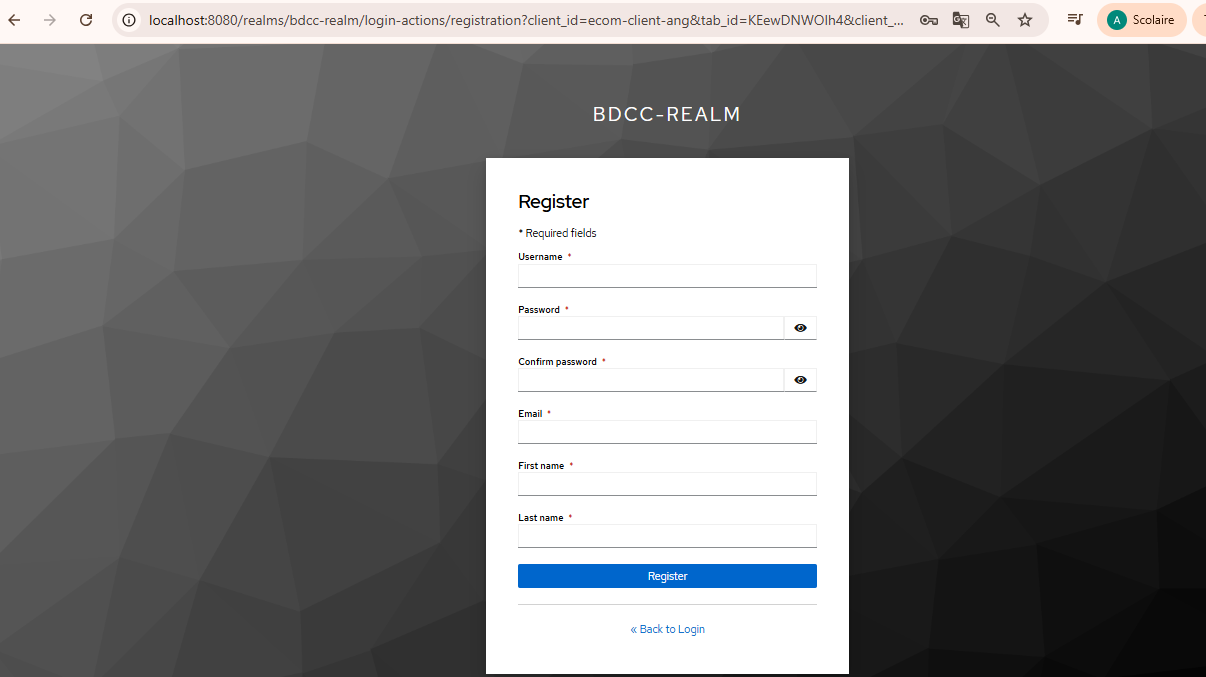 localhost:8080/realms/bdcc-realm/login-actions/registration?client_id=ecom-client-ang&tab_id=KEewDNWOIh4&client_...
A Scolaire
BDCC-REALM
Register
* Required fields
Username *
Password *
Confirm password *
Email *
First name *
Last name *
Register
« Back to Login